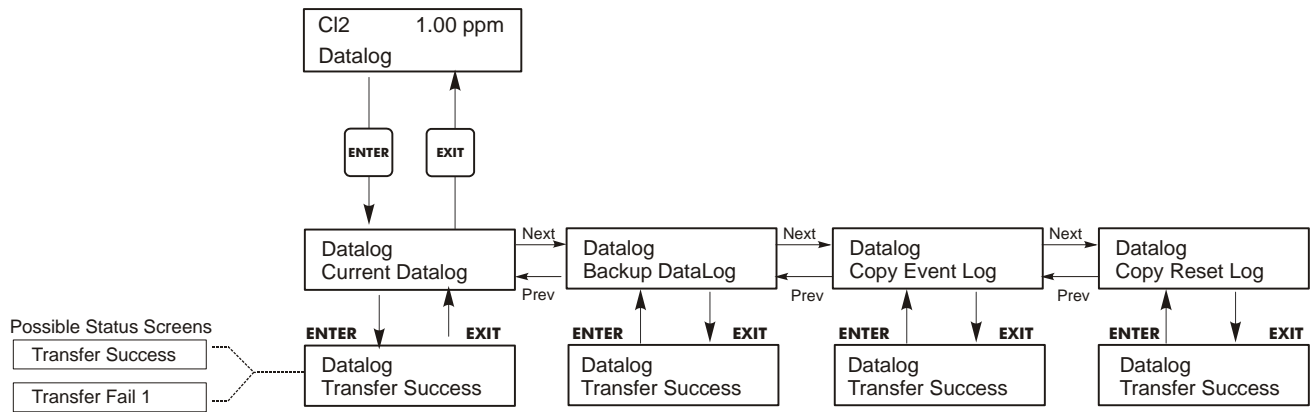 Cl2 1.00 ppm
Datalog
ENTER EXIT
Datalog
Current Datalog
Next
Prev
Datalog
Backup DataLog
Next
Prev
Datalog
Copy Event Log
Next
Prev
Datalog
Copy Reset Log
Possible Status Screens
Transfer Success
Transfer Fail 1
ENTER EXIT
Datalog
Transfer Success
ENTER EXIT
Datalog
Transfer Success
ENTER EXIT
Datalog
Transfer Success
ENTER EXIT
Datalog
Transfer Success